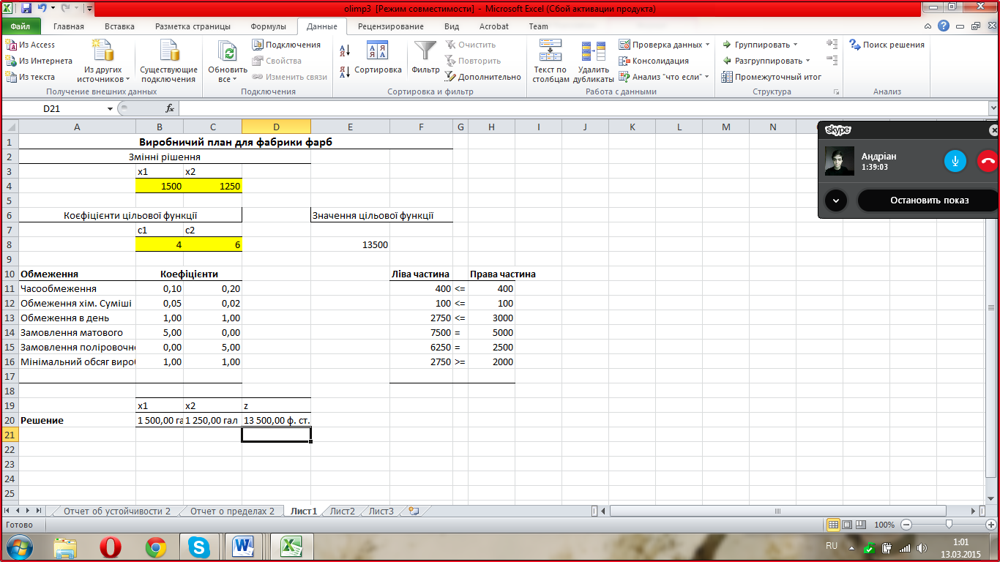 olimp3 [Режим совместимости] - Microsoft Excel (Сбой активации продукта)
Файл Главная Вставка Разметка страницы Формулы Данные Рецензирование Вид Acrobat Team
Из Access
Из Интернета
Из текста
Из других источников
Существующие подключения
Получение внешних данных
Обновить все
Подключения
Свойства
Изменить связи
Подключения
Сортировка
Фильтр
Очистить
Повторить
Дополнительно
Сортировка и фильтр
Текст по столбцам
Удалить дубликаты
Проверка данных
Консолидация
Анализ "что если"
Работа с данными
Группировать
Разгруппировать
Промежуточный итог
Структура
Поиск решения
Анализ
D21 fx
A B C D E F G H I J K L M N
1 Виробничий план для фабрики фарб
2 Змінні рішення
3 x1 x2
4 1500 1250
5
6 Коєфіцієнти цільової функції Значення цільової функції
7 c1 c2
8 4 6 13500
9
10 Обмеження Коефіцієнти Ліва частина Права частина
11 Часообмеження 0,10 0,20 400 <= 400
12 Обмеження хім. Суміші 0,05 0,02 100 <= 100
13 Обмеження в день 1,00 1,00 2750 <= 3000
14 Замовлення матового 5,00 0,00 7500 = 5000
15 Замовлення поліровочн 0,00 5,00 6250 = 2500
16 Мінімальний обсяг вироб 1,00 1,00 2750 >= 2000
17
18
19 x1 x2 z
20 Решение 1 500,00 га 1 250,00 гал 13 500,00 ф. ст.
21
22
23
24
25
skype
Андріан
1:39:03
Остановить показ
Отчет об устойчивости 2 Отчет о пределах 2 Лист1 Лист2 Лист3
Готово 100%
RU 1:01
13.03.2015